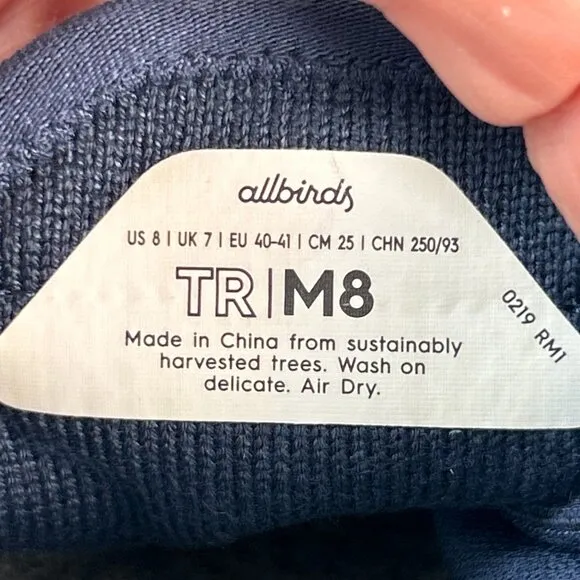 allbirds
US 8 | UK 7 | EU 40-41 | CM 25 | CHN 250/93
TR|M8
0219 RM1
Made in China from sustainably
harvested trees. Wash on
delicate. Air Dry.